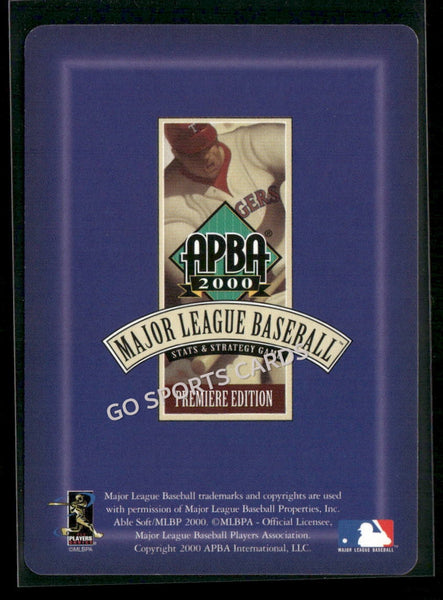 T
GERS
APBA®
2000
MAJOR LEAGUE BASEBALL™
STATS & STRATEGY GAME
GO SPORTS CARDS
PREMIERE EDITION
Major League Baseball trademarks and copyrights are used
with permission of Major League Baseball Properties, Inc.
Able Soft/MLBP 2000. ©MLBPA - Official Licensee,
Major League Baseball Players Association.
Copyright 2000 APBA International, LLC.
PLAYERS
CHOICE
©MLBPA
MAJOR LEAGUE BASEBALL